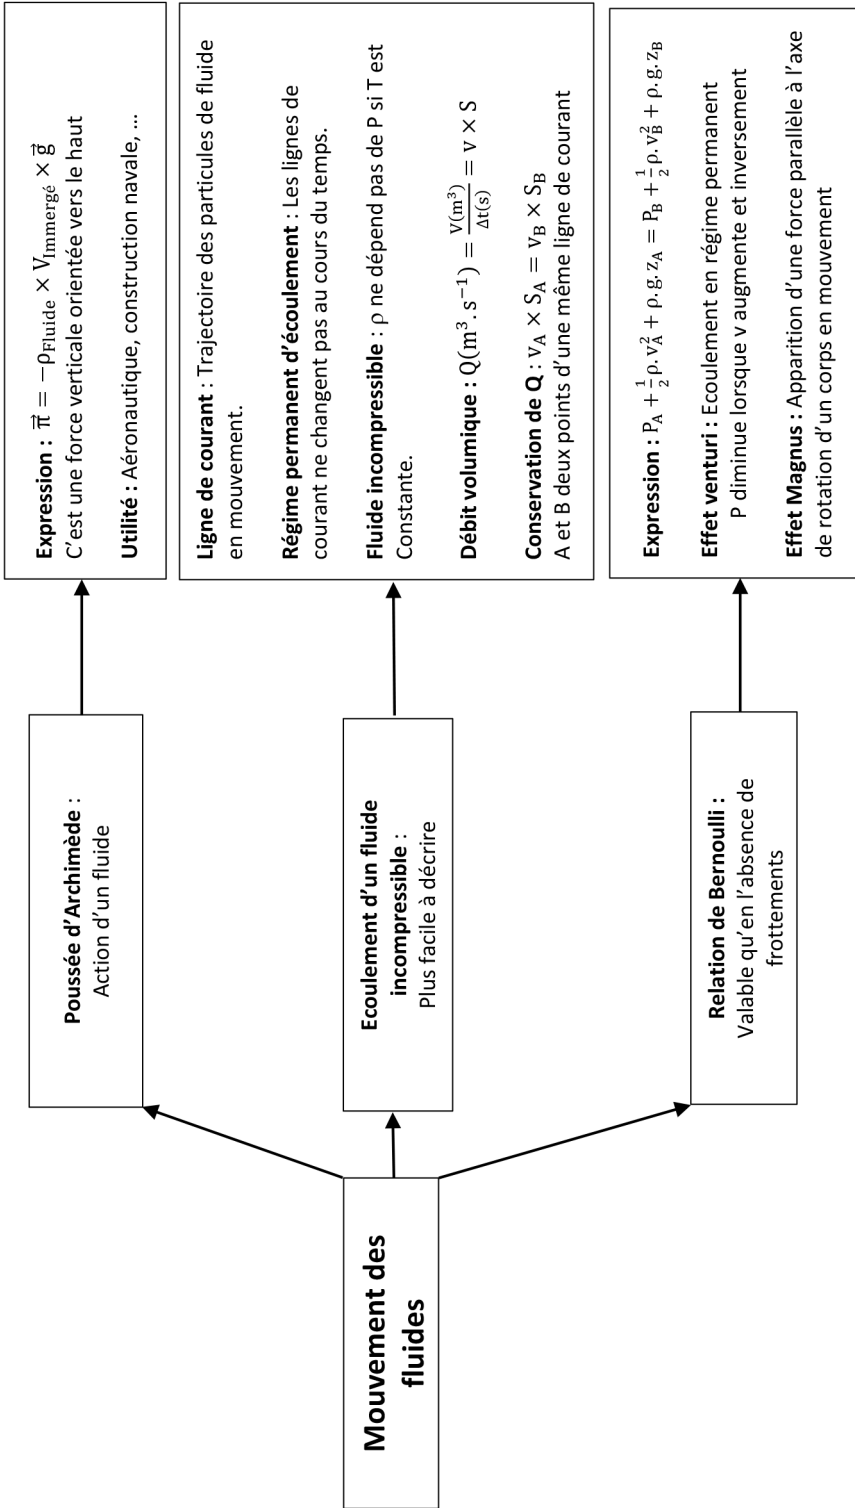 Mouvement des
fluides
Poussée d'Archimède :
Action d'un fluide
Expression : π⃗ = −ρFluide × VImmergé × g⃗
C'est une force verticale orientée vers le haut
Utilité : Aéronautique, construction navale, ...
Ecoulement d'un fluide
incompressible :
Plus facile à décrire
Ligne de courant : Trajectoire des particules de fluide
en mouvement.
Régime permanent d'écoulement : Les lignes de
courant ne changent pas au cours du temps.
Fluide incompressible : ρ ne dépend pas de P si T est
Constante.
Débit volumique : Q(m³. s⁻¹) = V(m³)/Δt(s) = v × S
Conservation de Q : vA × SA = vB × SB
A et B deux points d'une même ligne de courant
Relation de Bernoulli :
Valable qu'en l'absence de
frottements
Expression : PA + 1/2 ρ. vA² + ρ. g. zA = PB + 1/2 ρ. vB² + ρ. g. zB
Effet venturi : Ecoulement en régime permanent
P diminue lorsque v augmente et inversement
Effet Magnus : Apparition d'une force parallèle à l'axe
de rotation d'un corps en mouvement